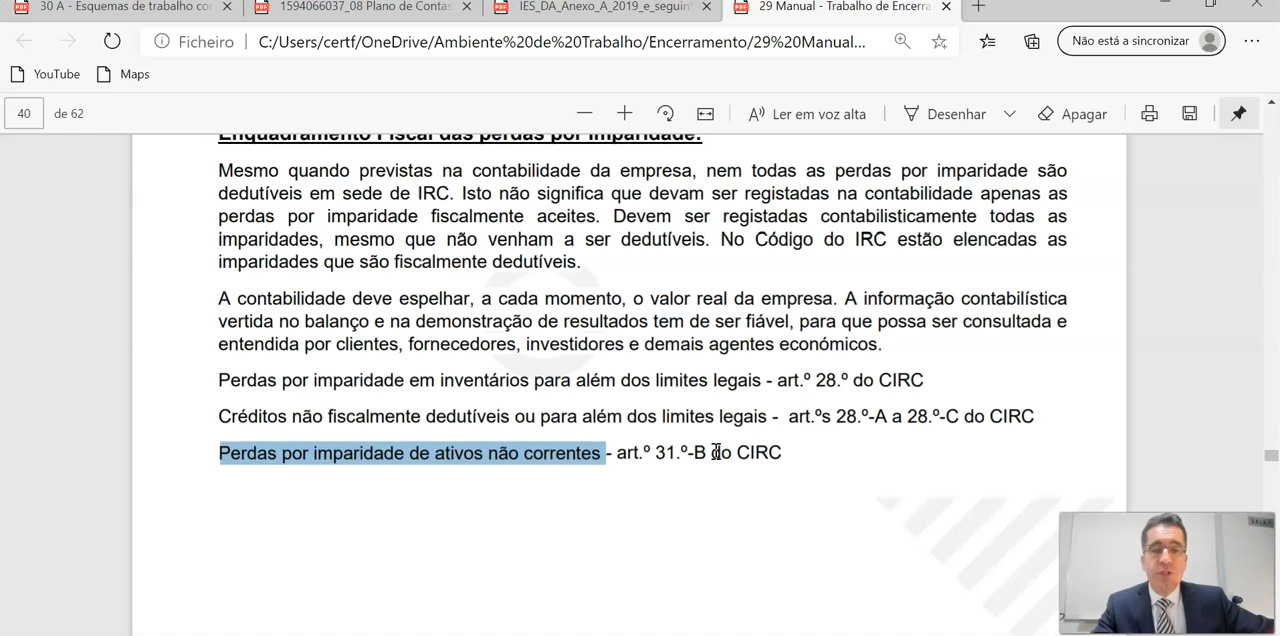 30 A - Esquemas de trabalho co
1594066037_08 Plano de Contas
IES_DA_Anexo_A_2019_e_seguin
29 Manual - Trabalho de Encerra
Ficheiro
C:/Users/certf/OneDrive/Ambiente%20de%20Trabalho/Encerramento/29%20Manual...
Não está a sincronizar
YouTube
Maps
40 de 62
Ler em voz alta
Desenhar
Apagar
Enquadramento Fiscal das perdas por imparidade:
Mesmo quando previstas na contabilidade da empresa, nem todas as perdas por imparidade são
dedutíveis em sede de IRC. Isto não significa que devam ser registadas na contabilidade apenas as
perdas por imparidade fiscalmente aceites. Devem ser registadas contabilisticamente todas as
imparidades, mesmo que não venham a ser dedutíveis. No Código do IRC estão elencadas as
imparidades que são fiscalmente dedutíveis.
A contabilidade deve espelhar, a cada momento, o valor real da empresa. A informação contabilística
vertida no balanço e na demonstração de resultados tem de ser fiável, para que possa ser consultada e
entendida por clientes, fornecedores, investidores e demais agentes económicos.
Perdas por imparidade em inventários para além dos limites legais - art.º 28.º do CIRC
Créditos não fiscalmente dedutíveis ou para além dos limites legais - art.ºs 28.º-A a 28.º-C do CIRC
Perdas por imparidade de ativos não correntes - art.º 31.º-B do CIRC